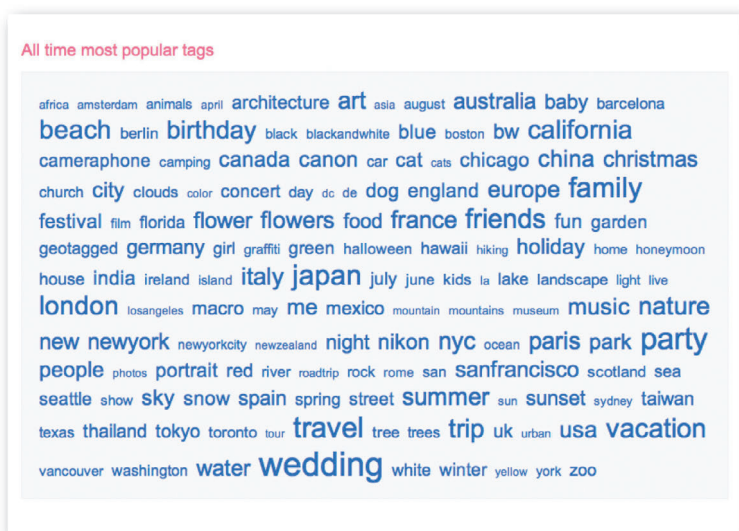 All time most popular tags
africa amsterdam animals april architecture art asia august australia baby barcelona
beach berlin birthday black blackandwhite blue boston bw california
cameraphone camping canada canon car cat cats chicago china christmas
church city clouds color concert day dc de dog england europe family
festival film florida flower flowers food france friends fun garden
geotagged germany girl graffiti green halloween hawaii hiking holiday home honeymoon
house india ireland island italy japan july june kids la lake landscape light live
london losangeles macro may me mexico mountain mountains museum music nature
new newyork newyorkcity newzealand night nikon nyc ocean paris park party
people photos portrait red river roadtrip rock rome san sanfrancisco scotland sea
seattle show sky snow spain spring street summer sun sunset sydney taiwan
texas thailand tokyo toronto tour travel tree trees trip uk urban usa vacation
vancouver washington water wedding white winter yellow york zoo